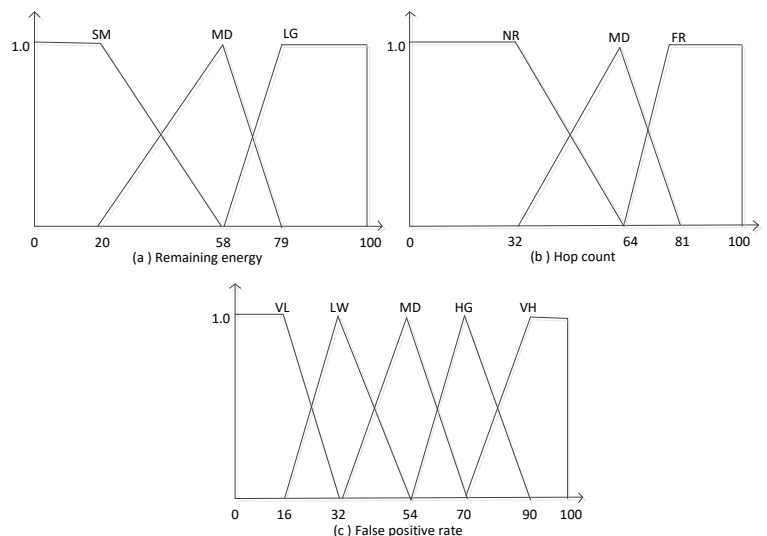 SM MD LG
1.0
0 20 58 79 100
(a ) Remaining energy
NR MD FR
1.0
0 32 64 81 100
(b ) Hop count
VL LW MD HG VH
1.0
0 16 32 54 70 90 100
(c ) False positive rate